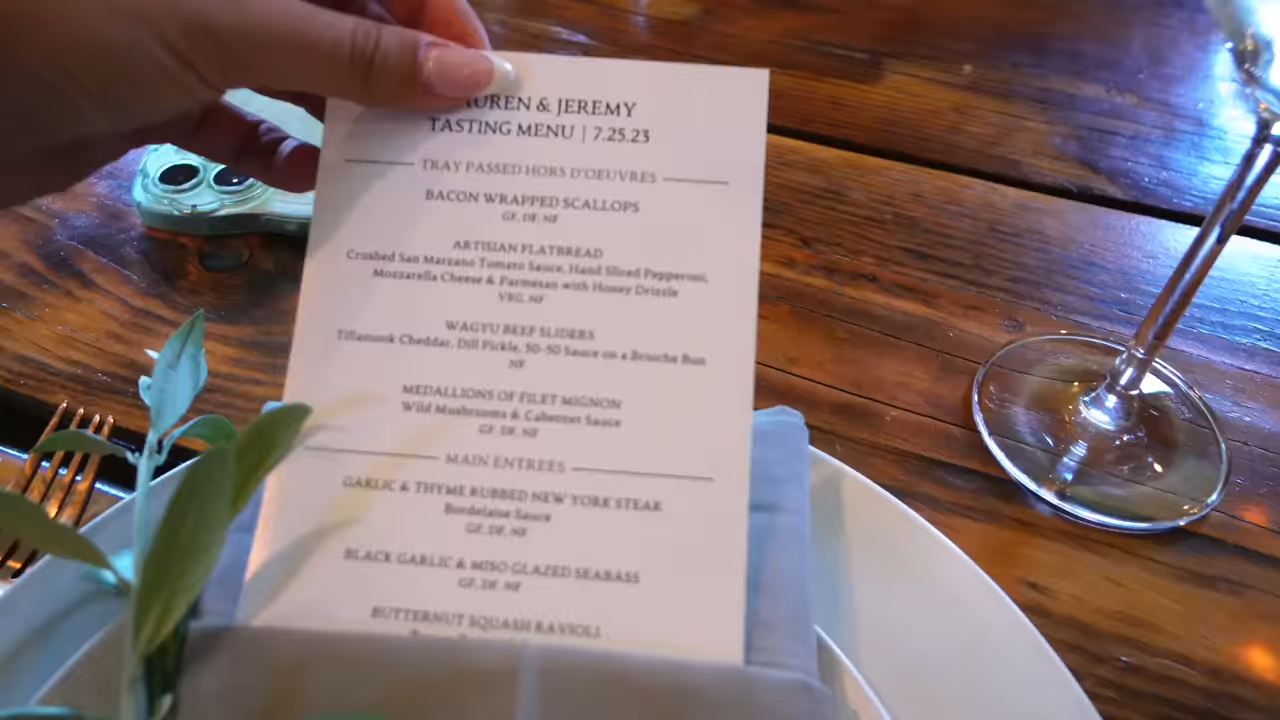 UREN & JEREMY
TASTING MENU | 7.25.23
TRAY PASSED HORS D'OEUVRES
BACON WRAPPED SCALLOPS
GF, DF, NF
ARTISIAN FLATBREAD
Crushed San Marzano Tomato Sauce, Hand Sliced Pepperoni,
Mozzarella Cheese & Parmesan with Honey Drizzle
VEG, NF
WAGYU BEEF SLIDERS
Tillamook Cheddar, Dill Pickle, 50-50 Sauce on a Brioche Bun
NF
MEDALLIONS OF FILET MIGNON
Wild Mushrooms & Cabernet Sauce
GF, DF, NF
MAIN ENTREES
GARLIC & THYME RUBBED NEW YORK STEAK
Bordelaise Sauce
GF, DF, NF
BLACK GARLIC & MISO GLAZED SEABASS
GF, DF, NF
BUTTERNUT SQUASH RAVIOLI